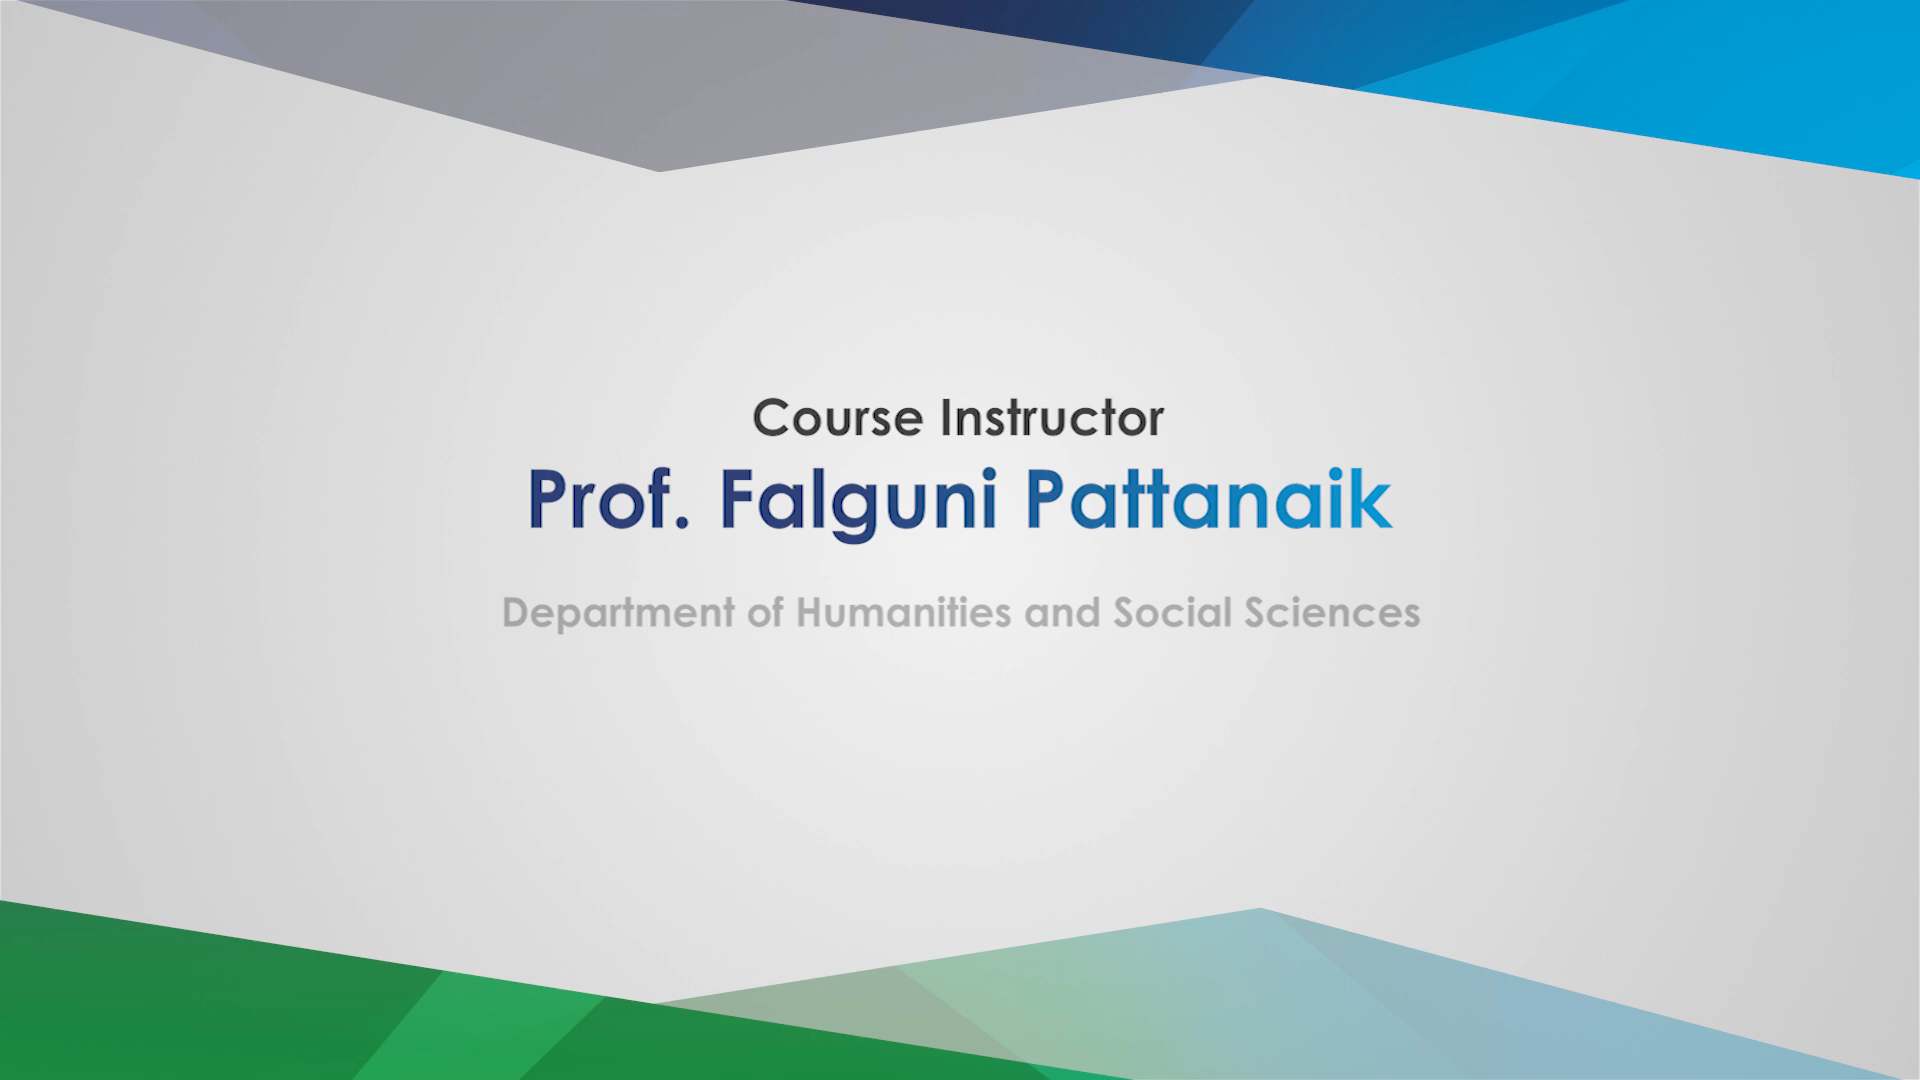 Course Instructor
Prof. Falguni Pattanaik
Department of Humanities and Social Sciences